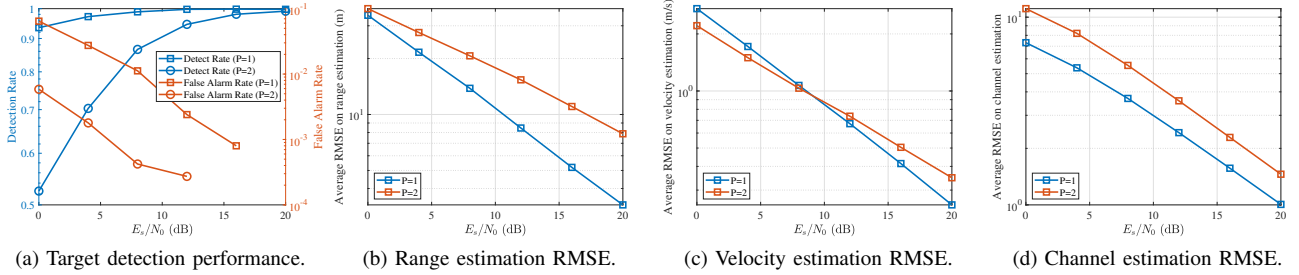 1
0.9
0.8
0.7
0.6
0.5
Detection Rate
Detect Rate (P=1)
Detect Rate (P=2)
False Alarm Rate (P=1)
False Alarm Rate (P=2)
10^-1
10^-2
10^-3
10^-4
False Alarm Rate
0 5 10 15 20
E_s/N_0 (dB)
(a) Target detection performance.
Average RMSE on range estimation (m)
10^1
P=1
P=2
0 5 10 15 20
E_s/N_0 (dB)
(b) Range estimation RMSE.
Average RMSE on velocity estimation (m/s)
10^0
P=1
P=2
0 5 10 15 20
E_s/N_0 (dB)
(c) Velocity estimation RMSE.
Average RMSE on channel estimation
10^1
10^0
P=1
P=2
0 5 10 15 20
E_s/N_0 (dB)
(d) Channel estimation RMSE.